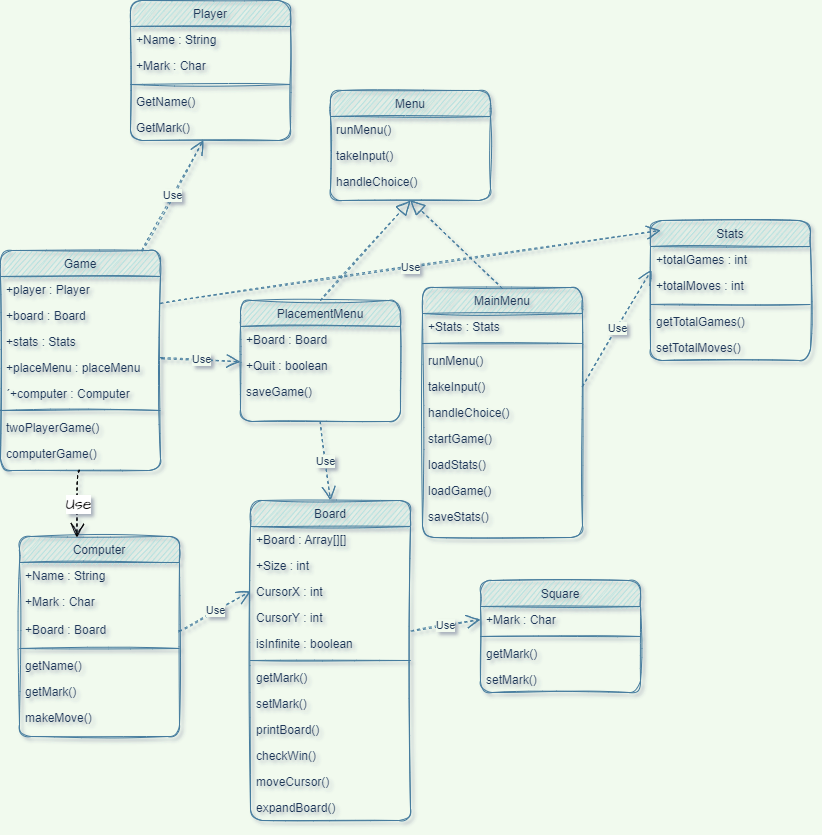 Player
+Name : String
+Mark : Char
GetName()
GetMark()
Use
Menu
runMenu()
takeInput()
handleChoice()
Game
+player : Player
+board : Board
+stats : Stats
+placeMenu : placeMenu
´+computer : Computer
twoPlayerGame()
computerGame()
Use
Use
Use
PlacementMenu
+Board : Board
+Quit : boolean
saveGame()
Use
MainMenu
+Stats : Stats
runMenu()
takeInput()
handleChoice()
startGame()
loadStats()
loadGame()
saveStats()
Use
Stats
+totalGames : int
+totalMoves : int
getTotalGames()
setTotalMoves()
Computer
+Name : String
+Mark : Char
+Board : Board
getName()
getMark()
makeMove()
Use
Board
+Board : Array[][]
+Size : int
CursorX : int
CursorY : int
isInfinite : boolean
getMark()
setMark()
printBoard()
checkWin()
moveCursor()
expandBoard()
Use
Square
+Mark : Char
getMark()
setMark()